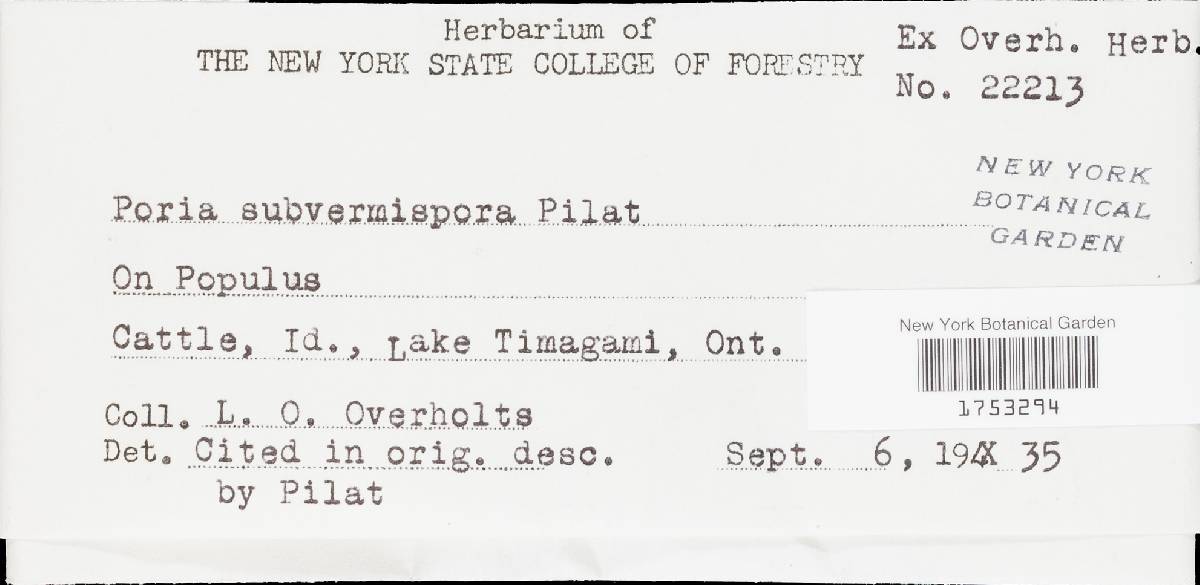 Herbarium of
THE NEW YORK STATE COLLEGE OF FORESTRY
Ex Overh. Herb.
No. 22213
NEW YORK
BOTANICAL
GARDEN
Poria subvermispora Pilat
On Populus
Cattle, Id., Lake Timagami, Ont.
New York Botanical Garden
1753294
Coll. L. O. Overholts
Det. Cited in orig. desc. Sept. 6, 194X 35
by Pilat